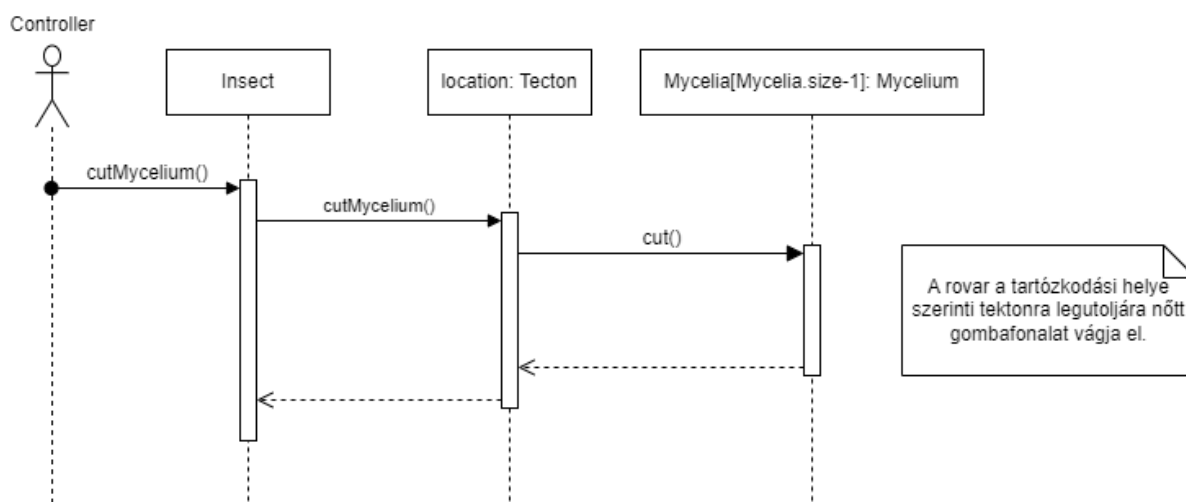 Controller
Insect
location: Tecton
Mycelia[Mycelia.size-1]: Mycelium
cutMycelium()
cutMycelium()
cut()
A rovar a tartózkodási helye
szerinti tektonra legutoljára nőtt
gombafonalat vágja el.